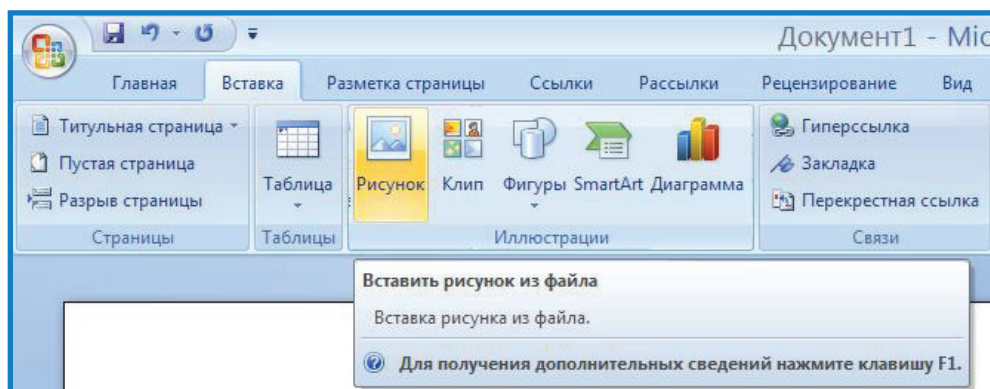 Документ1 - Mic
Главная Вставка Разметка страницы Ссылки Рассылки Рецензирование Вид
Титульная страница
Пустая страница
Разрыв страницы
Страницы
Таблица
Таблицы
Рисунок Клип Фигуры SmartArt Диаграмма
Иллюстрации
Гиперссылка
Закладка
Перекрестная ссылка
Связи
Вставить рисунок из файла
Вставка рисунка из файла.
Для получения дополнительных сведений нажмите клавишу F1.